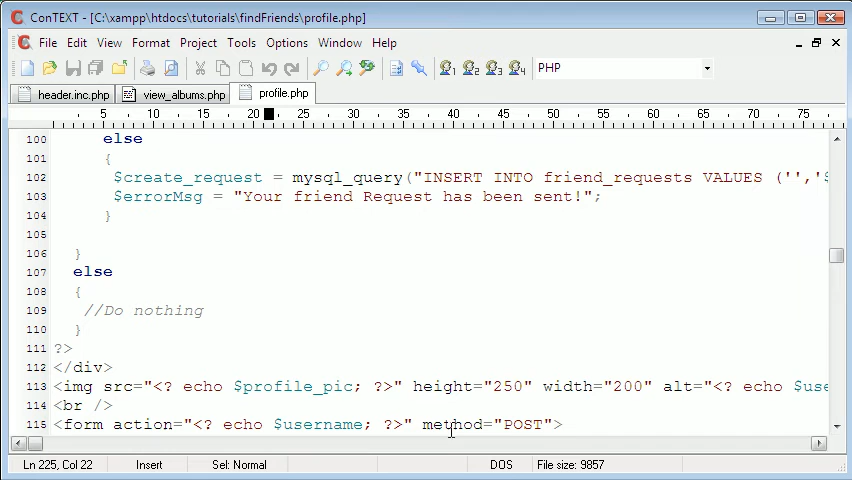 ConTEXT - [C:\xampp\htdocs\tutorials\findFriends\profile.php]
File Edit View Format Project Tools Options Window Help
1 2 3 4 PHP
header.inc.php view_albums.php profile.php
5 10 15 20 25 30 35 40 45 50 55 60 65 70 75
100 else
101 {
102 $create_request = mysql_query("INSERT INTO friend_requests VALUES ('','$
103 $errorMsg = "Your friend Request has been sent!";
104 }
105
106 }
107 else
108 {
109 //Do nothing
110 }
111 ?>
112 </div>
113 <img src="<? echo $profile_pic; ?>" height="250" width="200" alt="<? echo $use
114 <br />
115 <form action="<? echo $username; ?>" method="POST">
Ln 225, Col 22 Insert Sel: Normal DOS File size: 9857